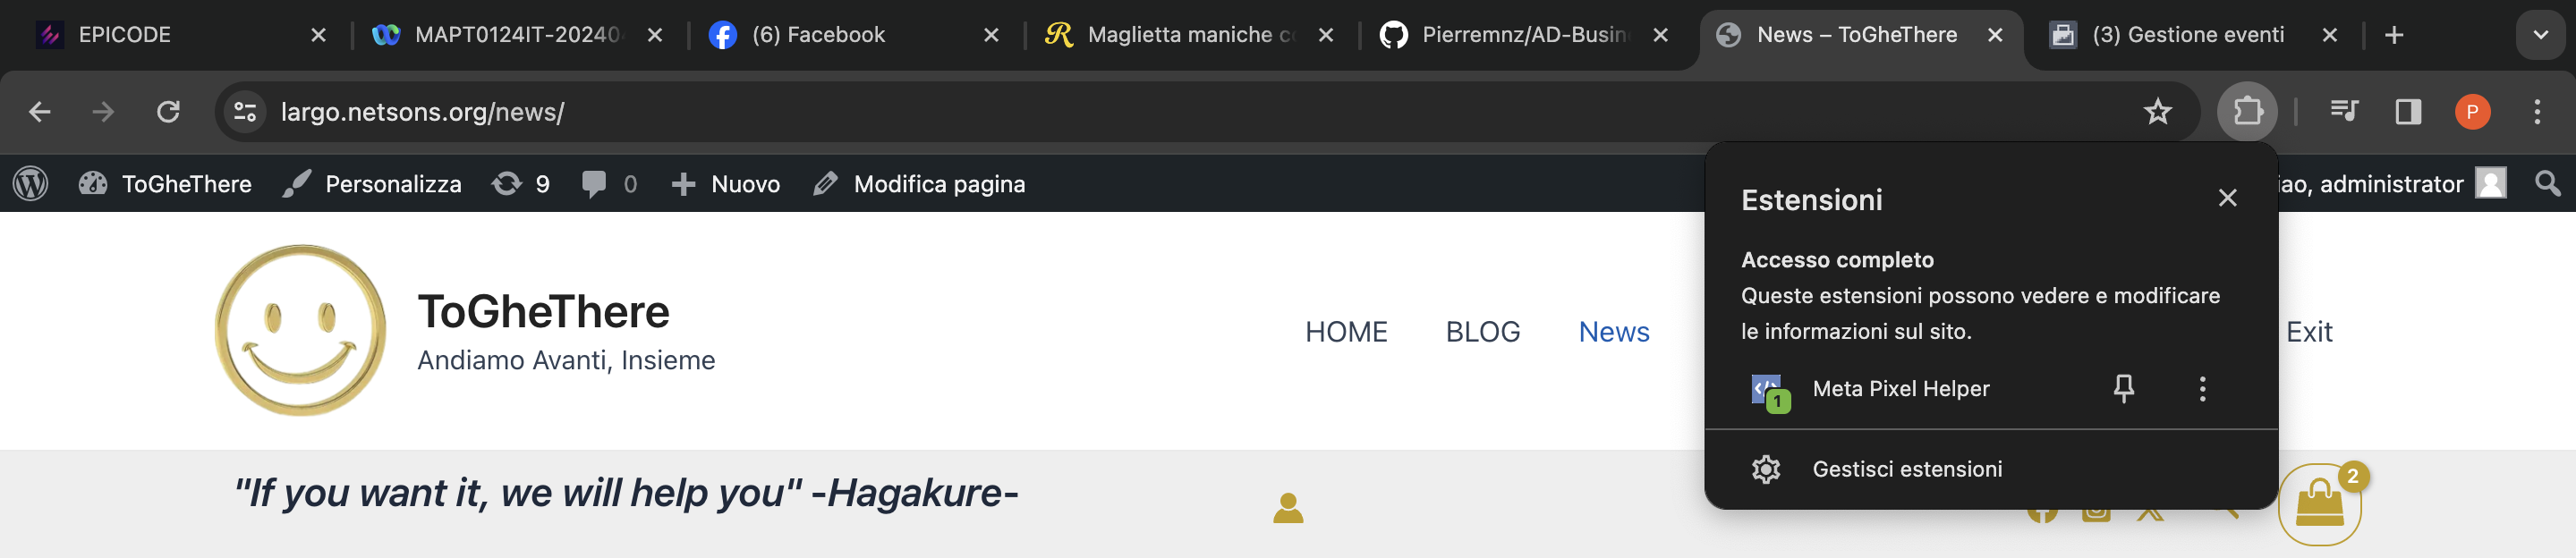 EPICODE
MAPT0124IT-20240
(6) Facebook
Maglietta maniche c
Pierremnz/AD-Busin
News – ToGheThere
(3) Gestione eventi
largo.netsons.org/news/
P
ToGheThere
Personalizza
9
0
Nuovo
Modifica pagina
iao, administrator
Estensioni
Accesso completo
Queste estensioni possono vedere e modificare
le informazioni sul sito.
1
Meta Pixel Helper
Gestisci estensioni
ToGheThere
Andiamo Avanti, Insieme
HOME
BLOG
News
Exit
"If you want it, we will help you" -Hagakure-
2